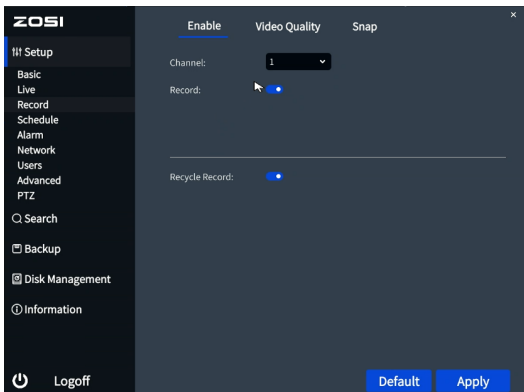 ZOSI
Setup
Basic
Live
Record
Schedule
Alarm
Network
Users
Advanced
PTZ
Search
Backup
Disk Management
Information
Logoff
Enable Video Quality Snap
Channel: 1
Record:
Recycle Record:
Default Apply